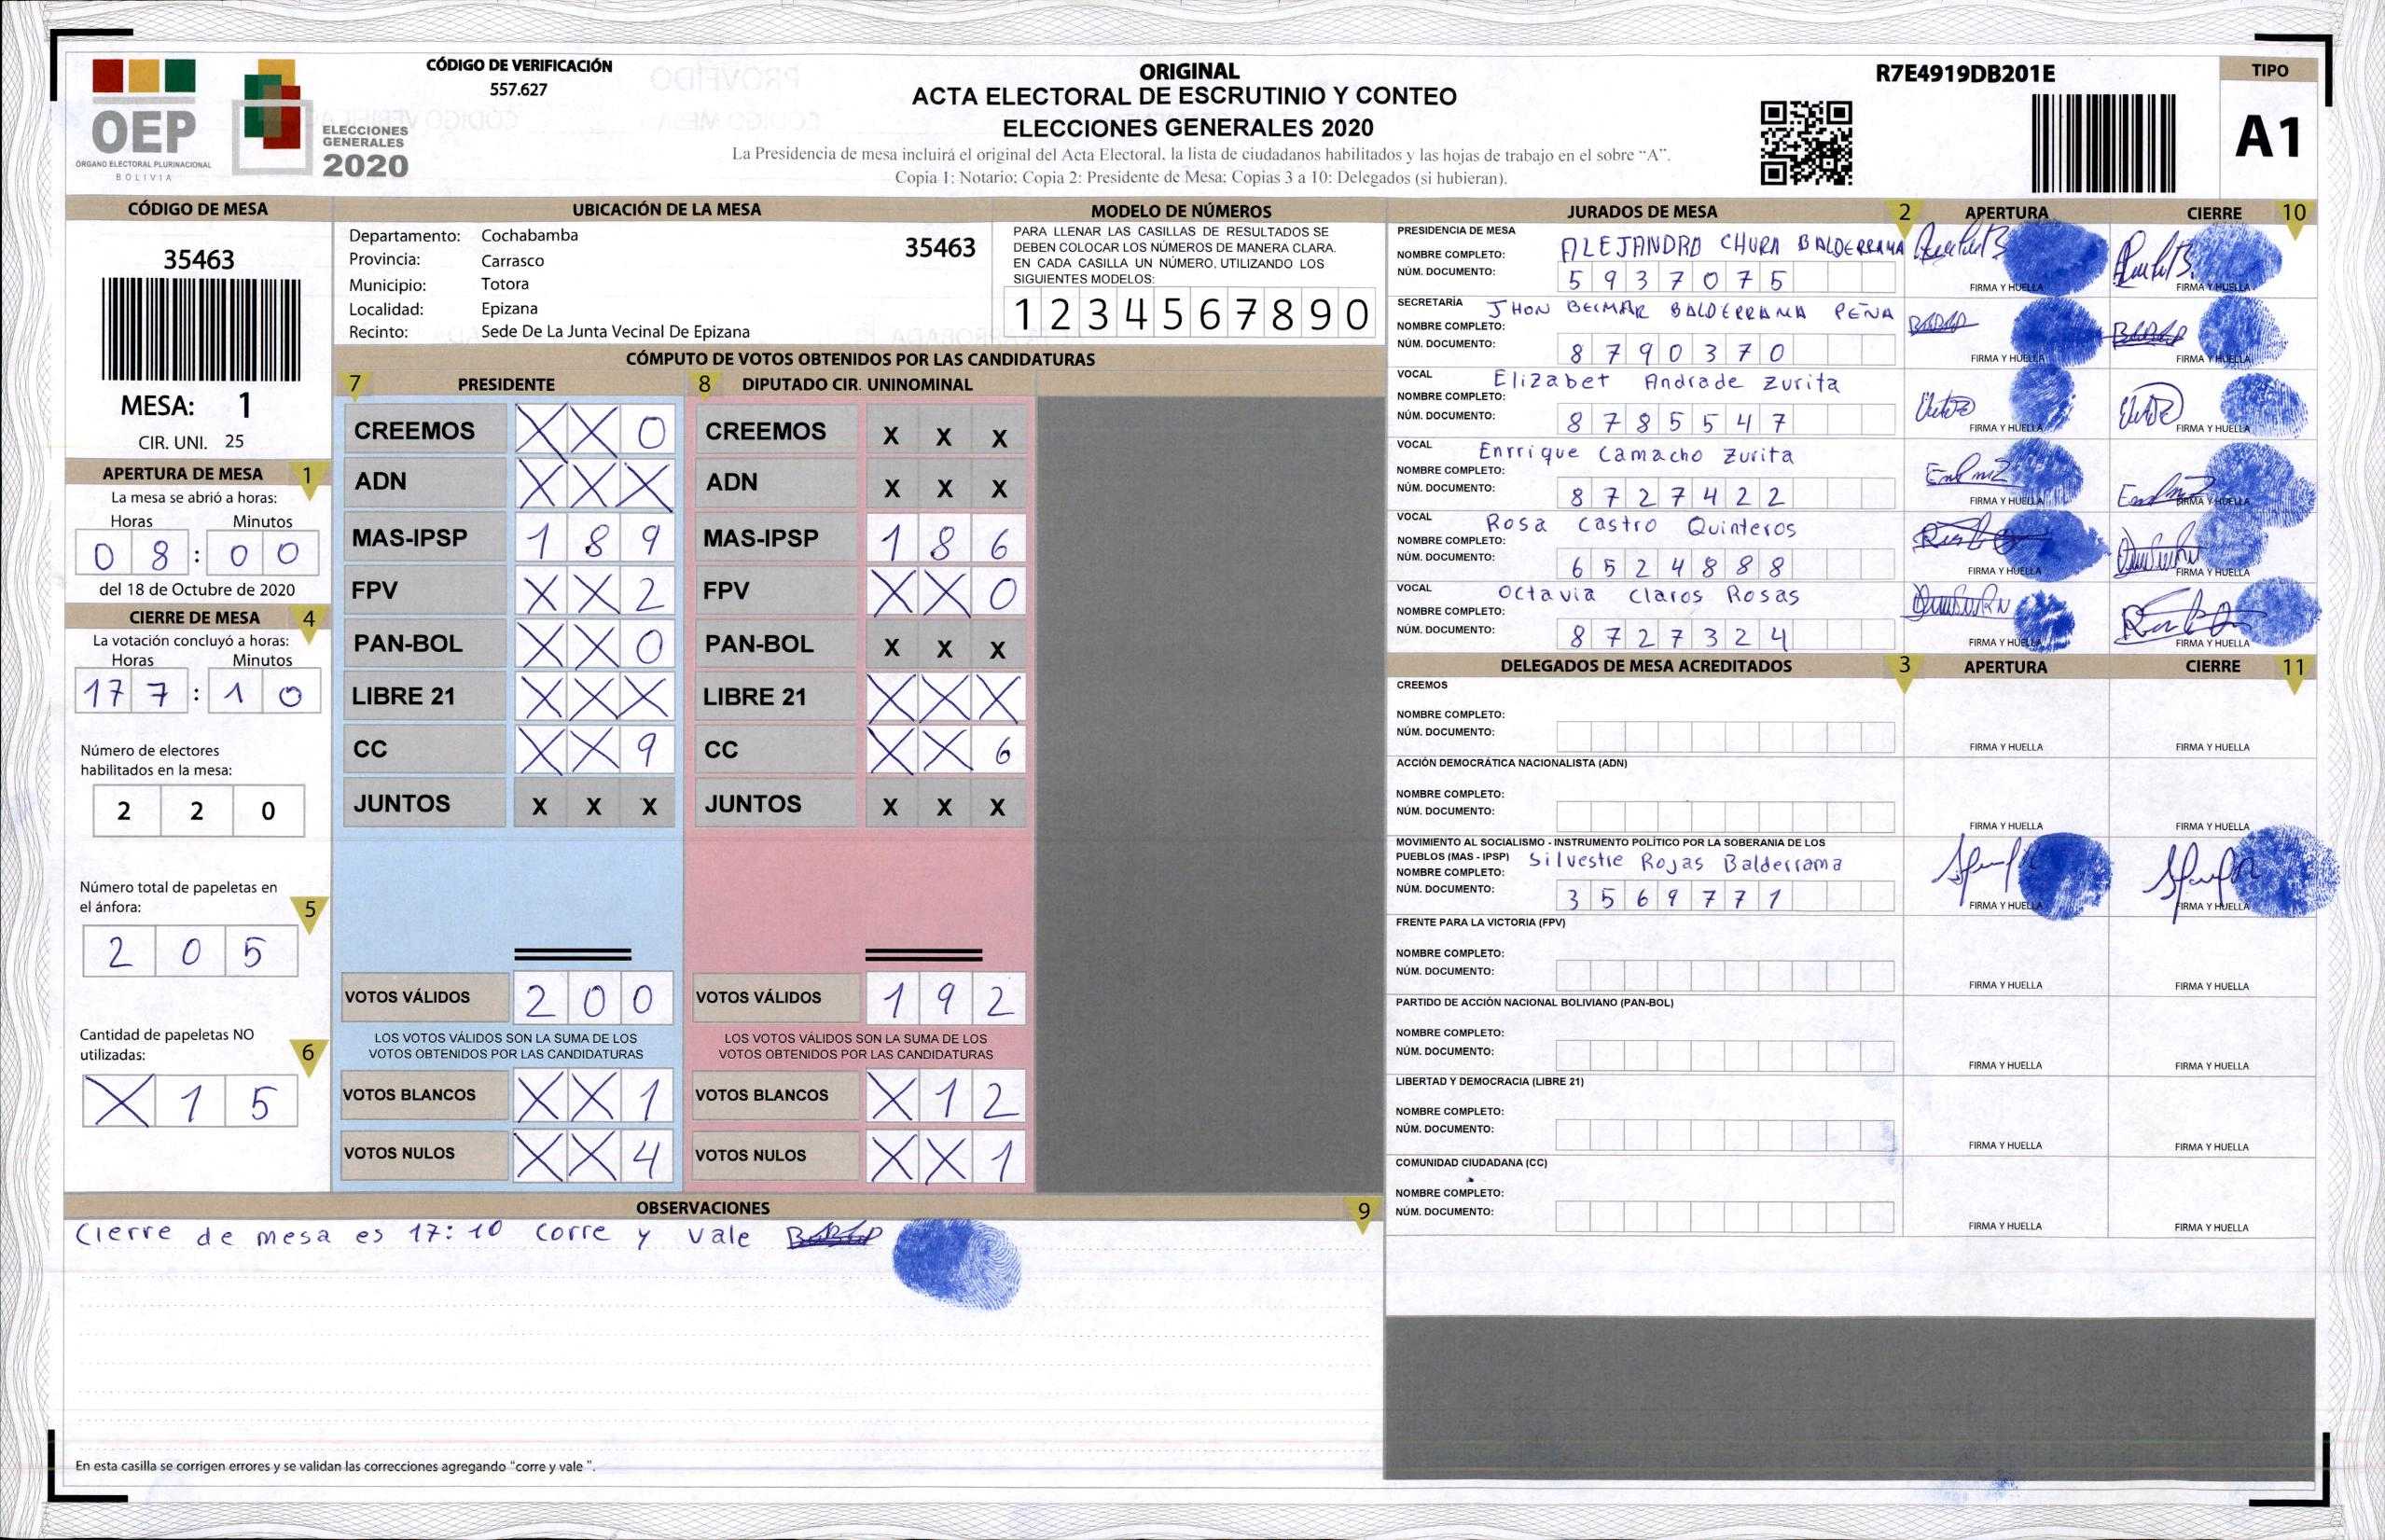 OEP
ÓRGANO ELECTORAL PLURINACIONAL
BOLIVIA
ELECCIONES
GENERALES
2020
CÓDIGO DE VERIFICACIÓN
557.627
ORIGINAL
ACTA ELECTORAL DE ESCRUTINIO Y CONTEO
ELECCIONES GENERALES 2020
La Presidencia de mesa incluirá el original del Acta Electoral, la lista de ciudadanos habilitados y las hojas de trabajo en el sobre “A”.
Copia 1: Notario: Copia 2: Presidente de Mesa: Copias 3 a 10: Delegados (si hubieran).
R7E4919DB201E
TIPO
A1
CÓDIGO DE MESA
35463
MESA: 1
CIR. UNI. 25
APERTURA DE MESA 1
La mesa se abrió a horas:
Horas Minutos
0 8 : 0 0
del 18 de Octubre de 2020
CIERRE DE MESA 4
La votación concluyó a horas:
Horas Minutos
17 7 : 1 0
Número de electores
habilitados en la mesa:
2 2 0
Número total de papeletas en
el ánfora: 5
2 0 5
Cantidad de papeletas NO
utilizadas: 6
X 1 5
UBICACIÓN DE LA MESA
Departamento: Cochabamba
35463
Provincia: Carrasco
Municipio: Totora
Localidad: Epizana
Recinto: Sede De La Junta Vecinal De Epizana
MODELO DE NÚMEROS
PARA LLENAR LAS CASILLAS DE RESULTADOS SE
DEBEN COLOCAR LOS NÚMEROS DE MANERA CLARA.
EN CADA CASILLA UN NÚMERO, UTILIZANDO LOS
SIGUIENTES MODELOS:
1 2 3 4 5 6 7 8 9 0
CÓMPUTO DE VOTOS OBTENIDOS POR LAS CANDIDATURAS
7 PRESIDENTE 8 DIPUTADO CIR. UNINOMINAL
CREEMOS X X 0 CREEMOS X X X
ADN X X X ADN X X X
MAS-IPSP 1 8 9 MAS-IPSP 1 8 6
FPV X X 2 FPV X X 0
PAN-BOL X X 0 PAN-BOL X X X
LIBRE 21 X X X LIBRE 21 X X X
CC X X 9 CC X X 6
JUNTOS X X X JUNTOS X X X
VOTOS VÁLIDOS 2 0 0 VOTOS VÁLIDOS 1 9 2
LOS VOTOS VÁLIDOS SON LA SUMA DE LOS LOS VOTOS VÁLIDOS SON LA SUMA DE LOS
VOTOS OBTENIDOS POR LAS CANDIDATURAS VOTOS OBTENIDOS POR LAS CANDIDATURAS
VOTOS BLANCOS X X 1 VOTOS BLANCOS X 1 2
VOTOS NULOS X X 4 VOTOS NULOS X X 1
OBSERVACIONES 9
Cierre de mesa es 17:10 corre y vale
En esta casilla se corrigen errores y se validan las correcciones agregando "corre y vale ".
JURADOS DE MESA 2 APERTURA CIERRE 10
PRESIDENCIA DE MESA
NOMBRE COMPLETO: ALEJANDRO CHURA BALDERRAMA
NÚM. DOCUMENTO: 5 9 3 7 0 7 5
FIRMA Y HUELLA FIRMA Y HUELLA
SECRETARÍA
NOMBRE COMPLETO: JHON BELMAR BALDERRAMA PEÑA
NÚM. DOCUMENTO: 8 7 9 0 3 7 0
FIRMA Y HUELLA FIRMA Y HUELLA
VOCAL
NOMBRE COMPLETO: Elizabet Andrade Zurita
NÚM. DOCUMENTO: 8 7 8 5 5 4 7
FIRMA Y HUELLA FIRMA Y HUELLA
VOCAL
NOMBRE COMPLETO: Enrrique Camacho Zurita
NÚM. DOCUMENTO: 8 7 2 7 4 2 2
FIRMA Y HUELLA FIRMA Y HUELLA
VOCAL
NOMBRE COMPLETO: Rosa Castro Quinteros
NÚM. DOCUMENTO: 6 5 2 4 8 8 8
FIRMA Y HUELLA FIRMA Y HUELLA
VOCAL
NOMBRE COMPLETO: Octavia Claros Rosas
NÚM. DOCUMENTO: 8 7 2 7 3 2 4
FIRMA Y HUELLA FIRMA Y HUELLA
DELEGADOS DE MESA ACREDITADOS 3 APERTURA CIERRE 11
CREEMOS
NOMBRE COMPLETO:
NÚM. DOCUMENTO:
FIRMA Y HUELLA FIRMA Y HUELLA
ACCIÓN DEMOCRÁTICA NACIONALISTA (ADN)
NOMBRE COMPLETO:
NÚM. DOCUMENTO:
FIRMA Y HUELLA FIRMA Y HUELLA
MOVIMIENTO AL SOCIALISMO - INSTRUMENTO POLÍTICO POR LA SOBERANIA DE LOS
PUEBLOS (MAS - IPSP)
NOMBRE COMPLETO: Silvestre Rojas Balderrama
NÚM. DOCUMENTO: 3 5 6 9 7 7 1
FIRMA Y HUELLA FIRMA Y HUELLA
FRENTE PARA LA VICTORIA (FPV)
NOMBRE COMPLETO:
NÚM. DOCUMENTO:
FIRMA Y HUELLA FIRMA Y HUELLA
PARTIDO DE ACCIÓN NACIONAL BOLIVIANO (PAN-BOL)
NOMBRE COMPLETO:
NÚM. DOCUMENTO:
FIRMA Y HUELLA FIRMA Y HUELLA
LIBERTAD Y DEMOCRACIA (LIBRE 21)
NOMBRE COMPLETO:
NÚM. DOCUMENTO:
FIRMA Y HUELLA FIRMA Y HUELLA
COMUNIDAD CIUDADANA (CC)
NOMBRE COMPLETO:
NÚM. DOCUMENTO:
FIRMA Y HUELLA FIRMA Y HUELLA